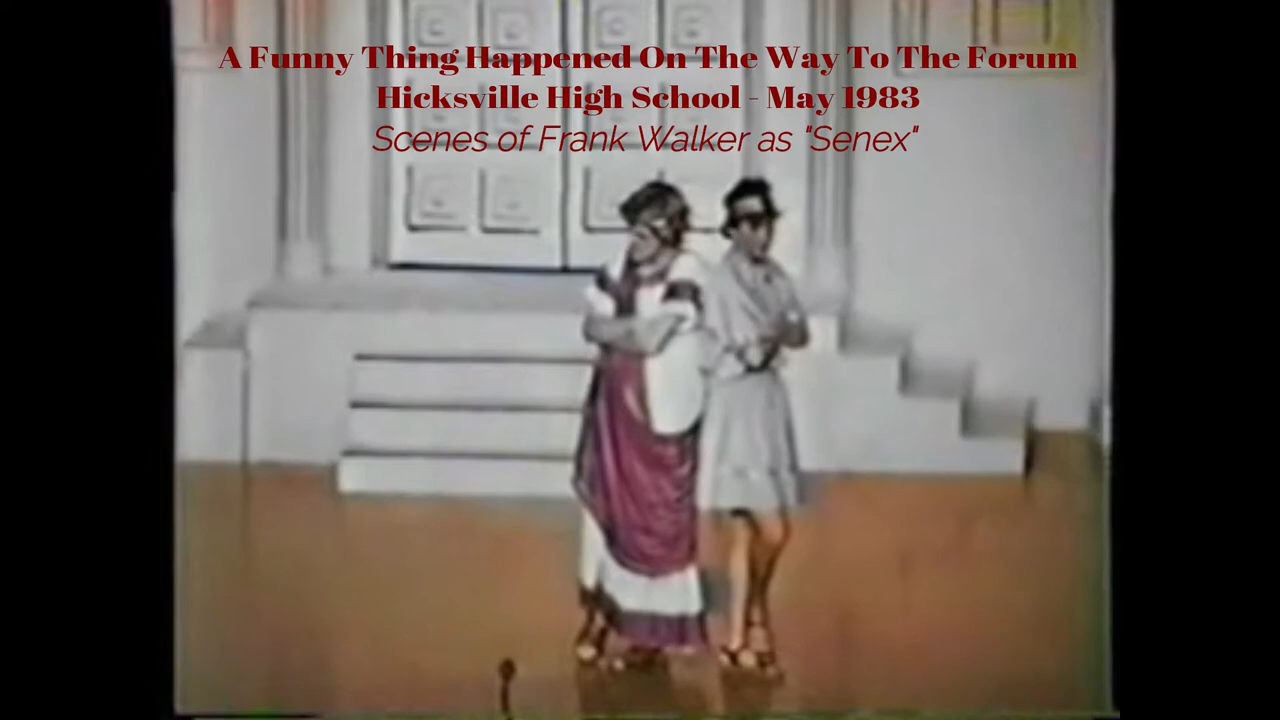 A Funny Thing Happened On The Way To The Forum
Hicksville High School - May 1983
Scenes of Frank Walker as "Senex"